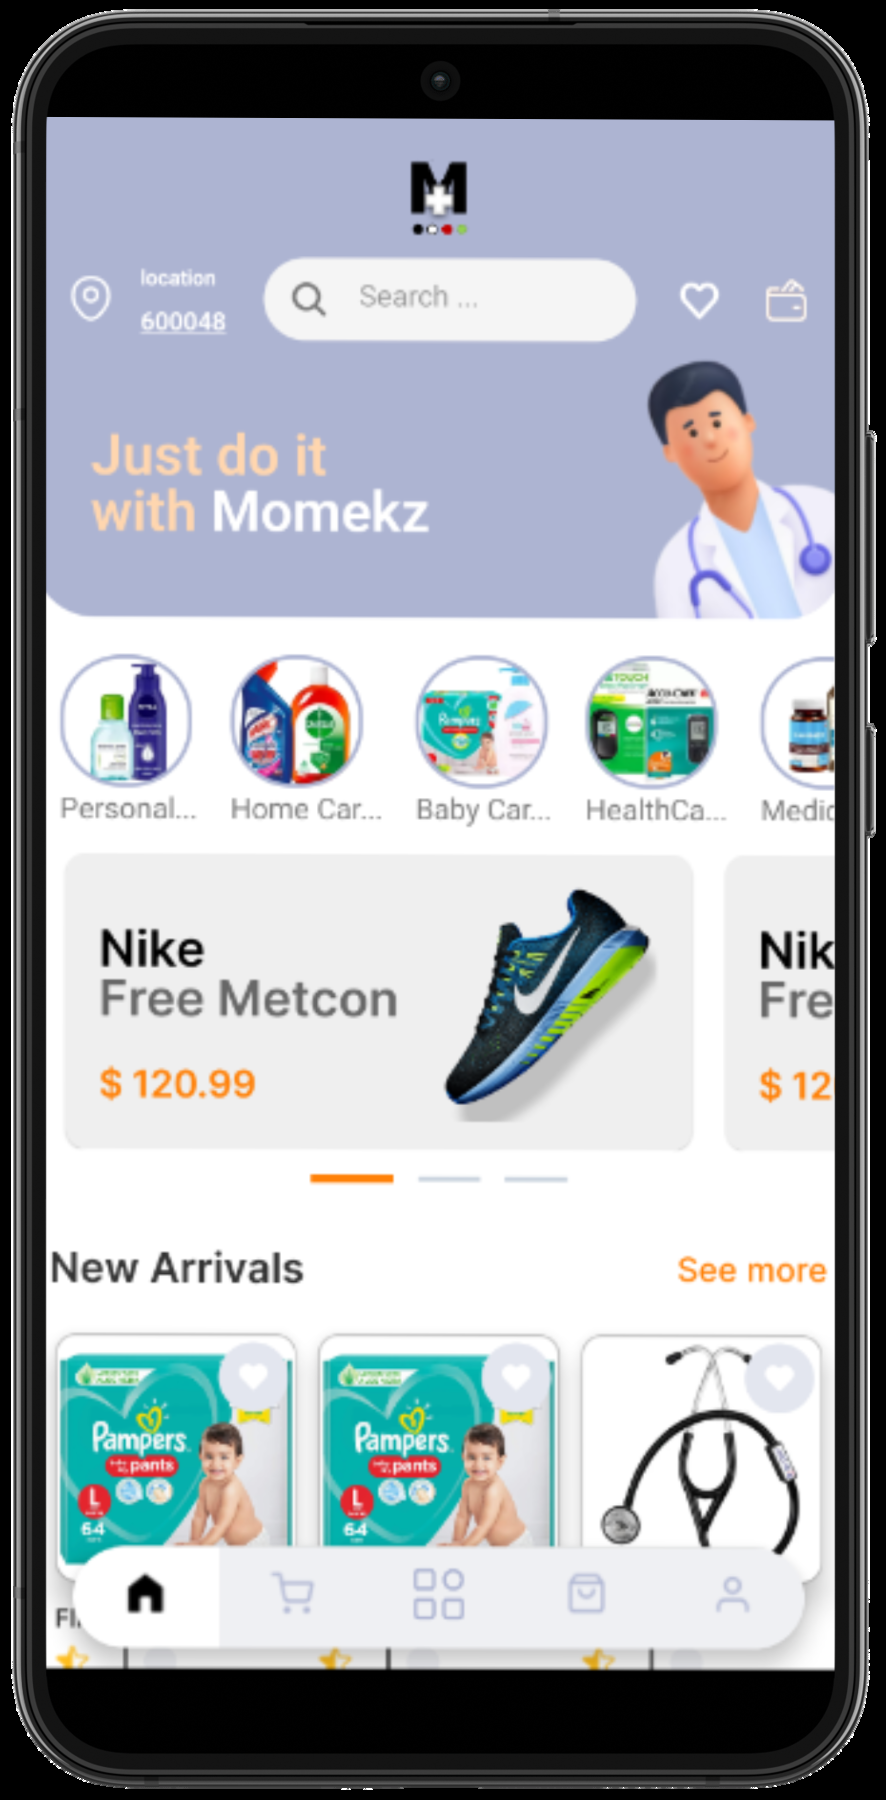 M
location
600048
Search ...
Just do it
with Momekz
Personal...
Home Car...
Baby Car...
HealthCa...
Medic
Nike
Free Metcon
$ 120.99
Nik
Fre
$ 12
New Arrivals
See more
Pampers
pants
L
64
Pampers
pants
L
64